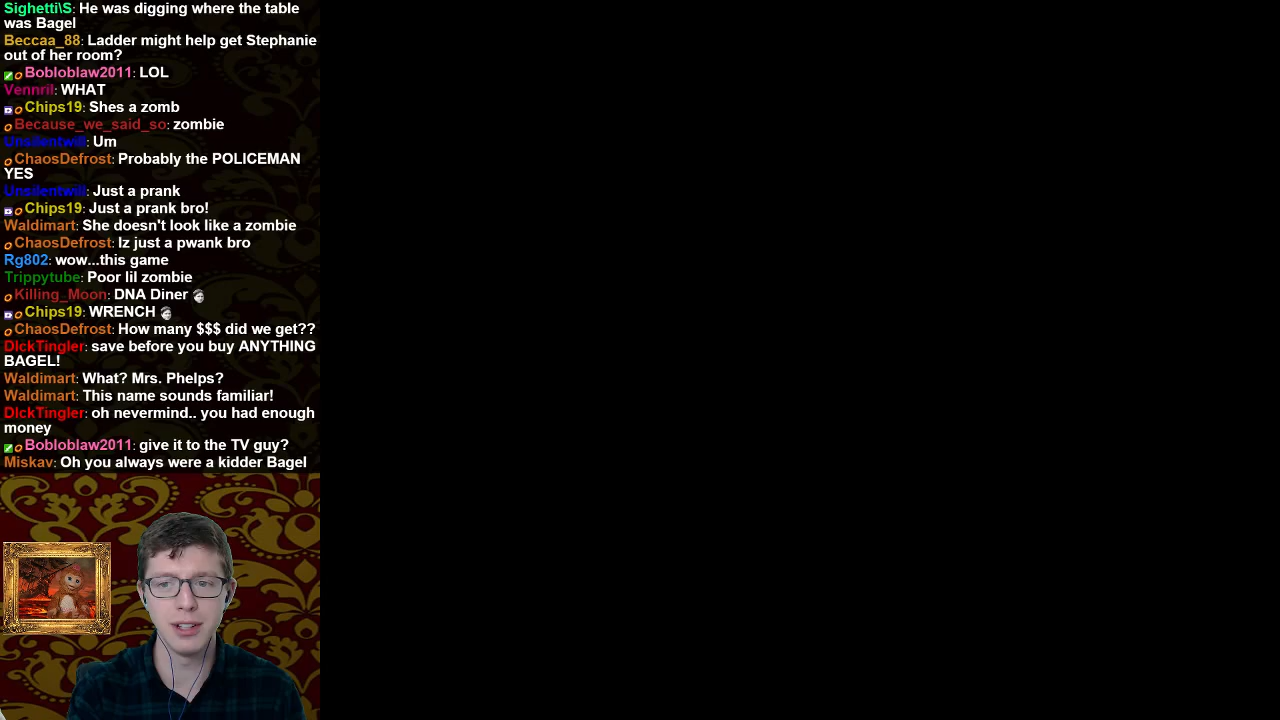 Sighetti\S: He was digging where the table
was Bagel
Beccaa_88: Ladder might help get Stephanie
out of her room?
Bobloblaw2011: LOL
Vennril: WHAT
Chips19: Shes a zomb
Because_we_said_so: zombie
Unsilentwill: Um
ChaosDefrost: Probably the POLICEMAN
YES
Unsilentwill: Just a prank
Chips19: Just a prank bro!
Waldimart: She doesn't look like a zombie
ChaosDefrost: Iz just a pwank bro
Rg802: wow...this game
Trippytube: Poor lil zombie
Killing_Moon: DNA Diner
Chips19: WRENCH
ChaosDefrost: How many $$$ did we get??
DIckTingler: save before you buy ANYTHING
BAGEL!
Waldimart: What? Mrs. Phelps?
Waldimart: This name sounds familiar!
DIckTingler: oh nevermind.. you had enough
money
Bobloblaw2011: give it to the TV guy?
Miskav: Oh you always were a kidder Bagel